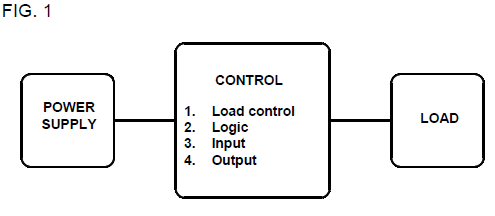 FIG. 1
POWER
SUPPLY
CONTROL
1. Load control
2. Logic
3. Input
4. Output
LOAD